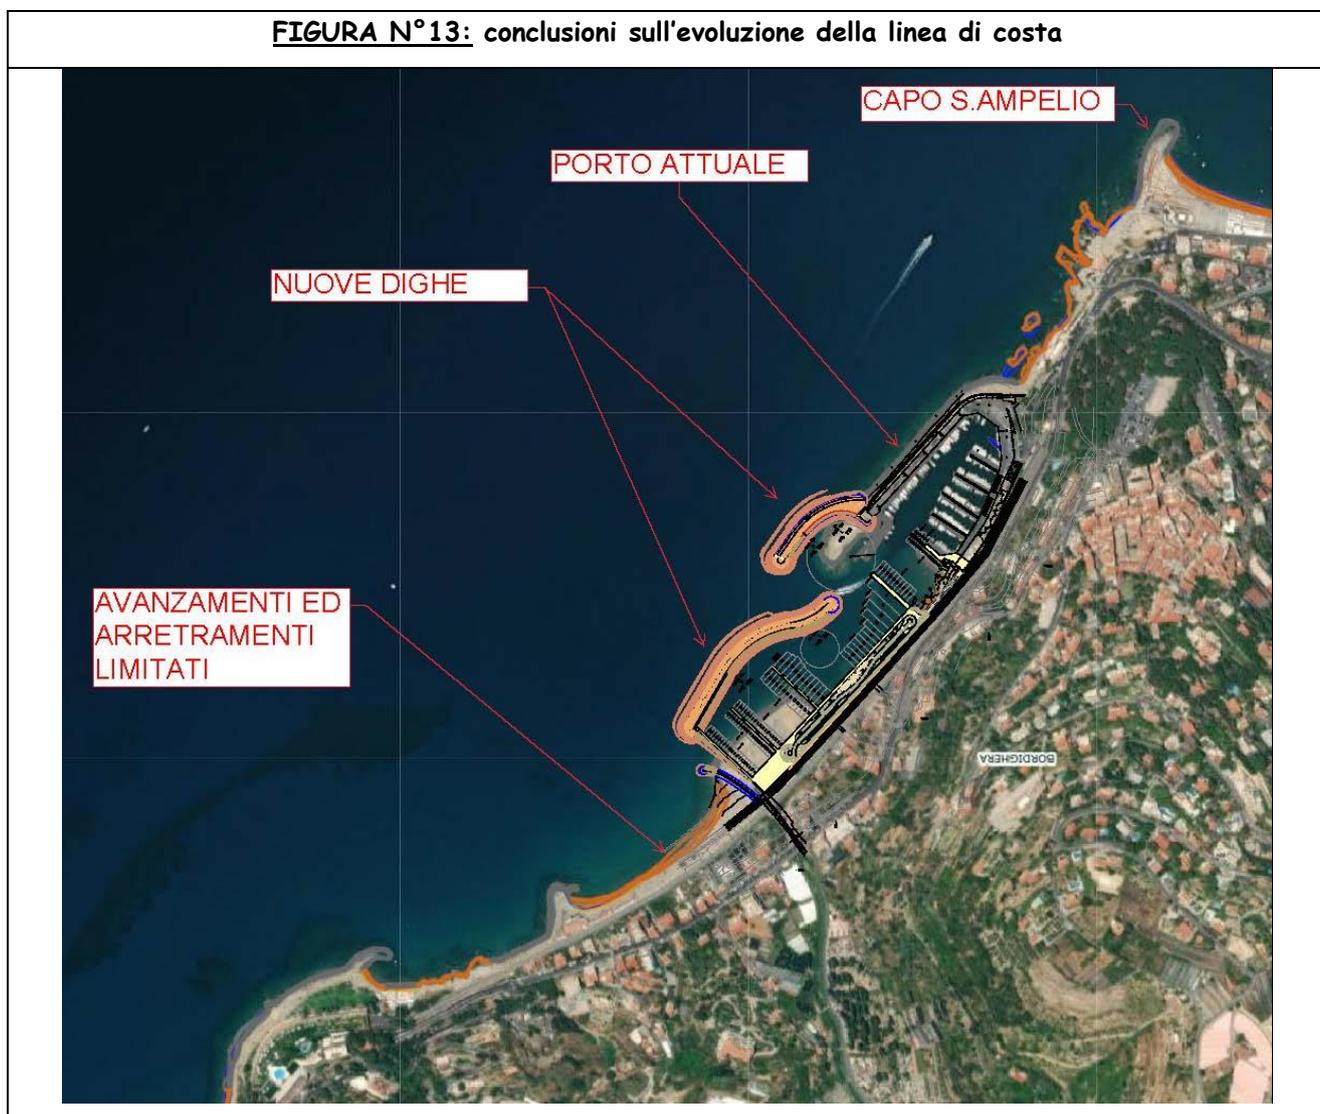 FIGURA N°13: conclusioni sull'evoluzione della linea di costa
CAPO S.AMPELIO
PORTO ATTUALE
NUOVE DIGHE
AVANZAMENTI ED
ARRETRAMENTI
LIMITATI
BORDIGHERA